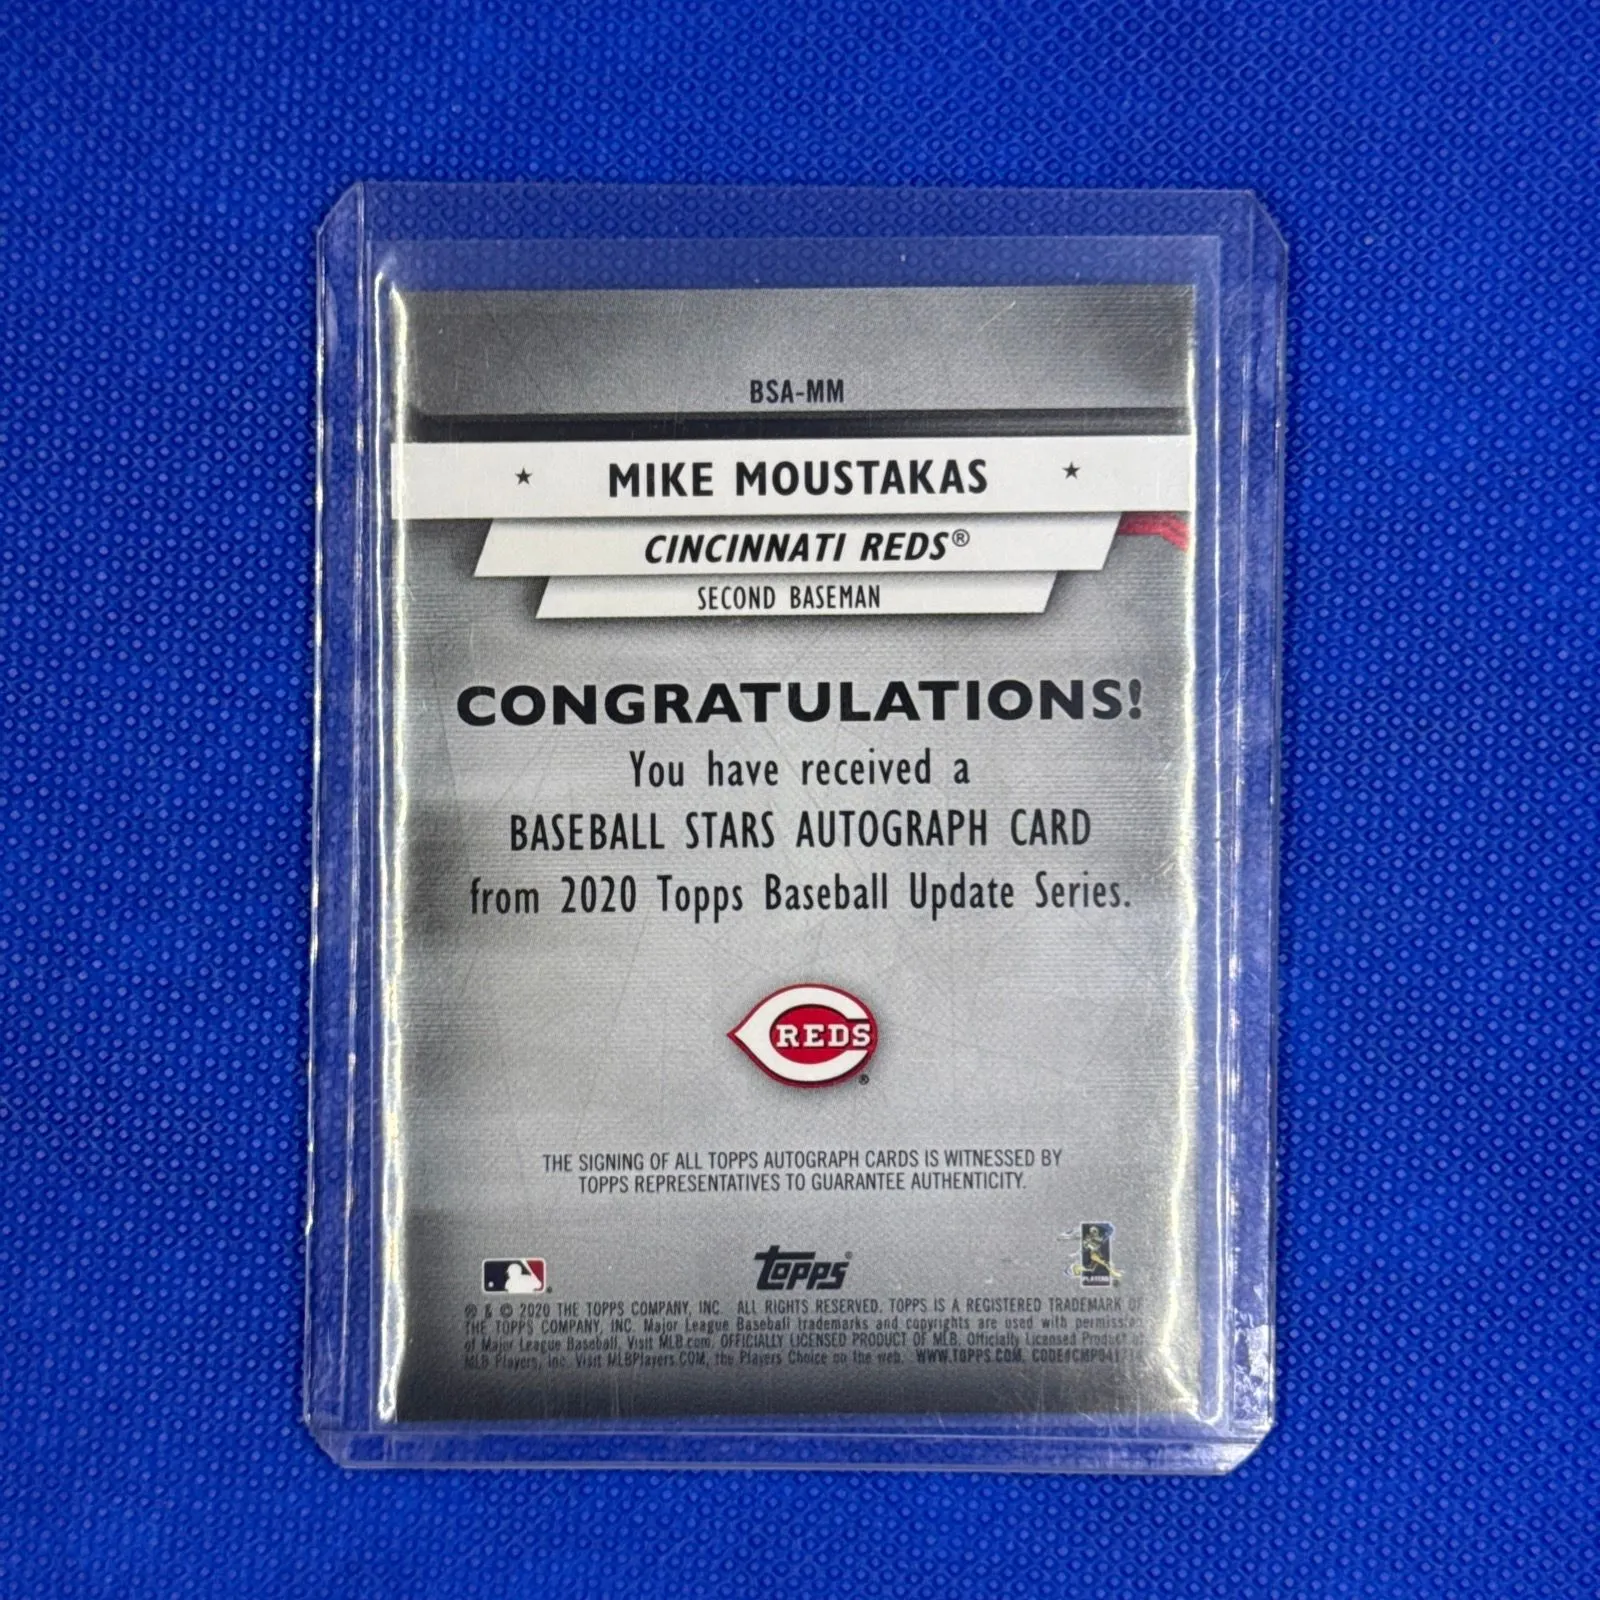 BSA-MM
★ MIKE MOUSTAKAS ★
CINCINNATI REDS®
SECOND BASEMAN
CONGRATULATIONS!
You have received a
BASEBALL STARS AUTOGRAPH CARD
from 2020 Topps Baseball Update Series.
REDS
®
THE SIGNING OF ALL TOPPS AUTOGRAPH CARDS IS WITNESSED BY
TOPPS REPRESENTATIVES TO GUARANTEE AUTHENTICITY.
Topps®
PLAYERS
® & © 2020 THE TOPPS COMPANY, INC. ALL RIGHTS RESERVED. TOPPS IS A REGISTERED TRADEMARK OF
THE TOPPS COMPANY, INC. Major League Baseball trademarks and copyrights are used with permission
of Major League Baseball. Visit MLB.com. OFFICIALLY LICENSED PRODUCT OF MLB. Officially Licensed Product of
MLB Players, Inc. Visit MLBPlayers.COM, the Players Choice on the web. WWW.TOPPS.COM.